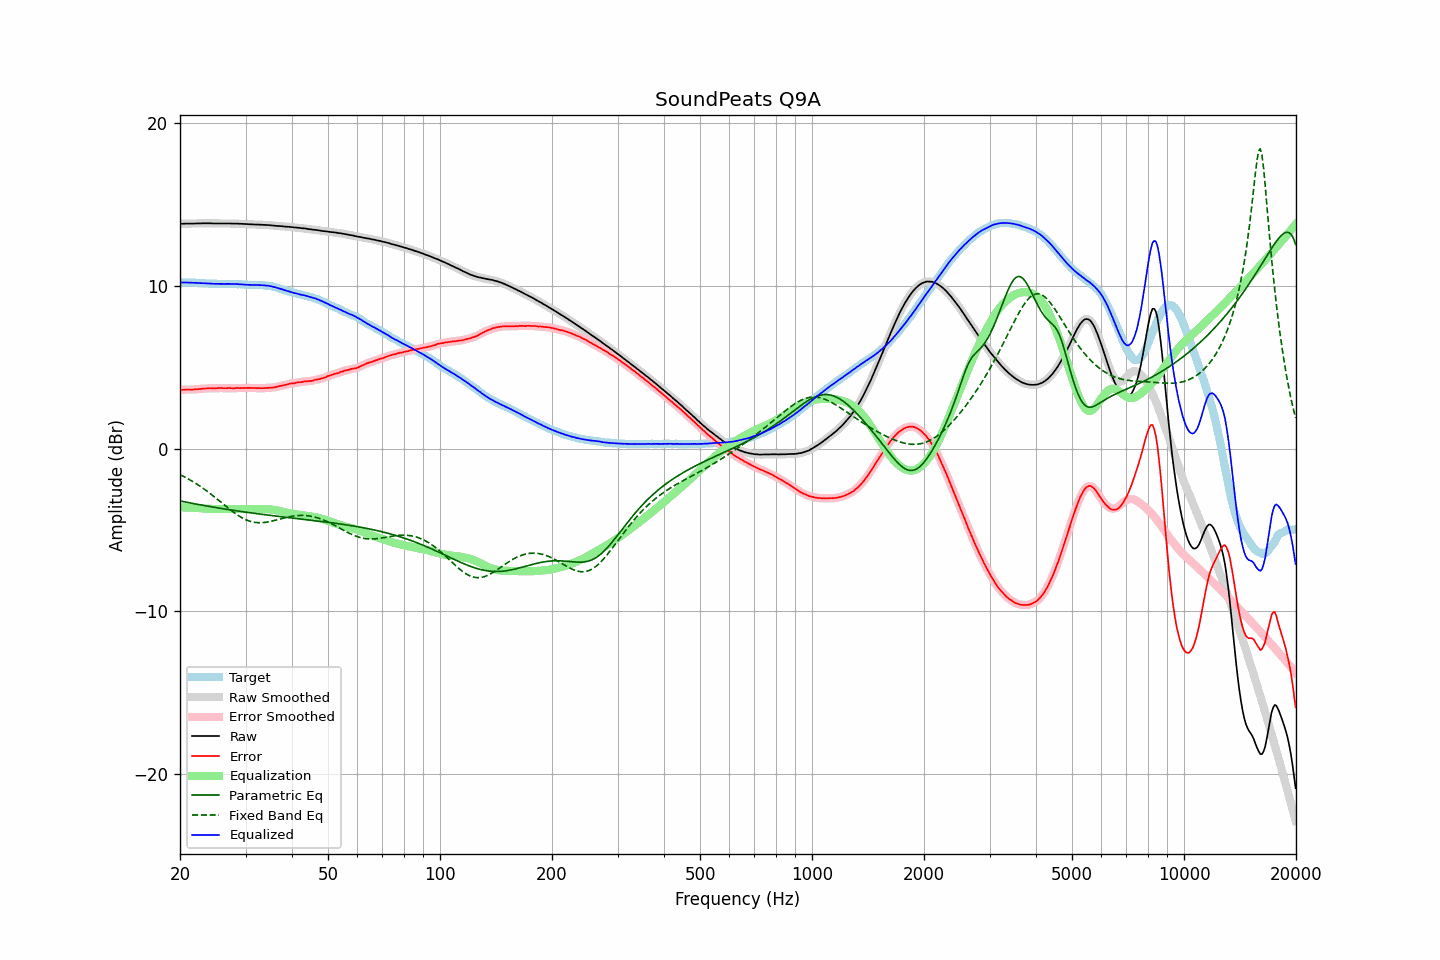 SoundPeats Q9A
20
10
0
−10
−20
Amplitude (dBr)
Target
Raw Smoothed
Error Smoothed
Raw
Error
Equalization
Parametric Eq
Fixed Band Eq
Equalized
20 50 100 200 500 1000 2000 5000 10000 20000
Frequency (Hz)